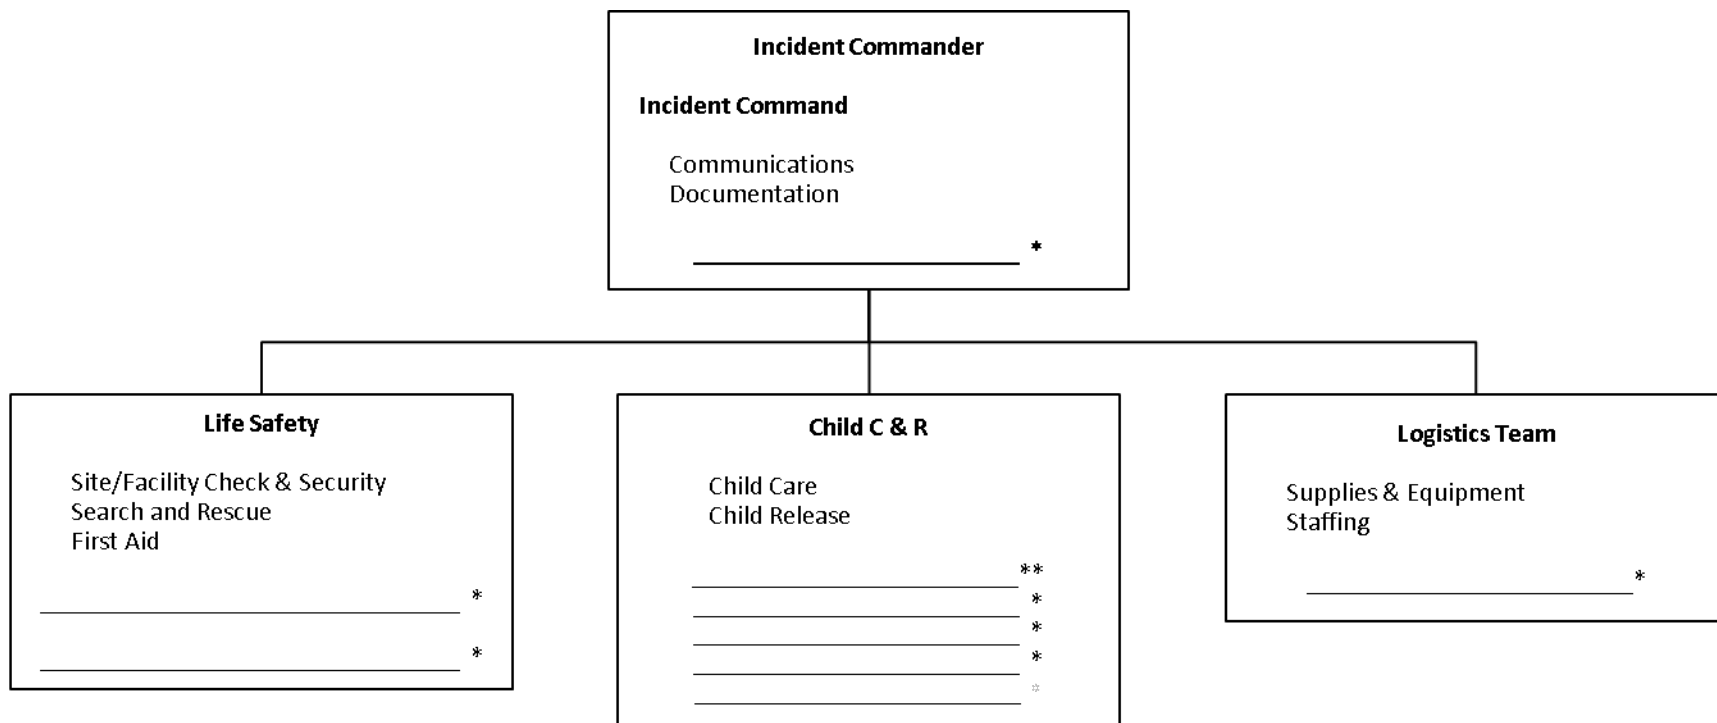 Incident Commander
Incident Command
Communications
Documentation
*
Life Safety
Site/Facility Check & Security
Search and Rescue
First Aid
*
*
Child C & R
Child Care
Child Release
**
*
*
*
*
Logistics Team
Supplies & Equipment
Staffing
*